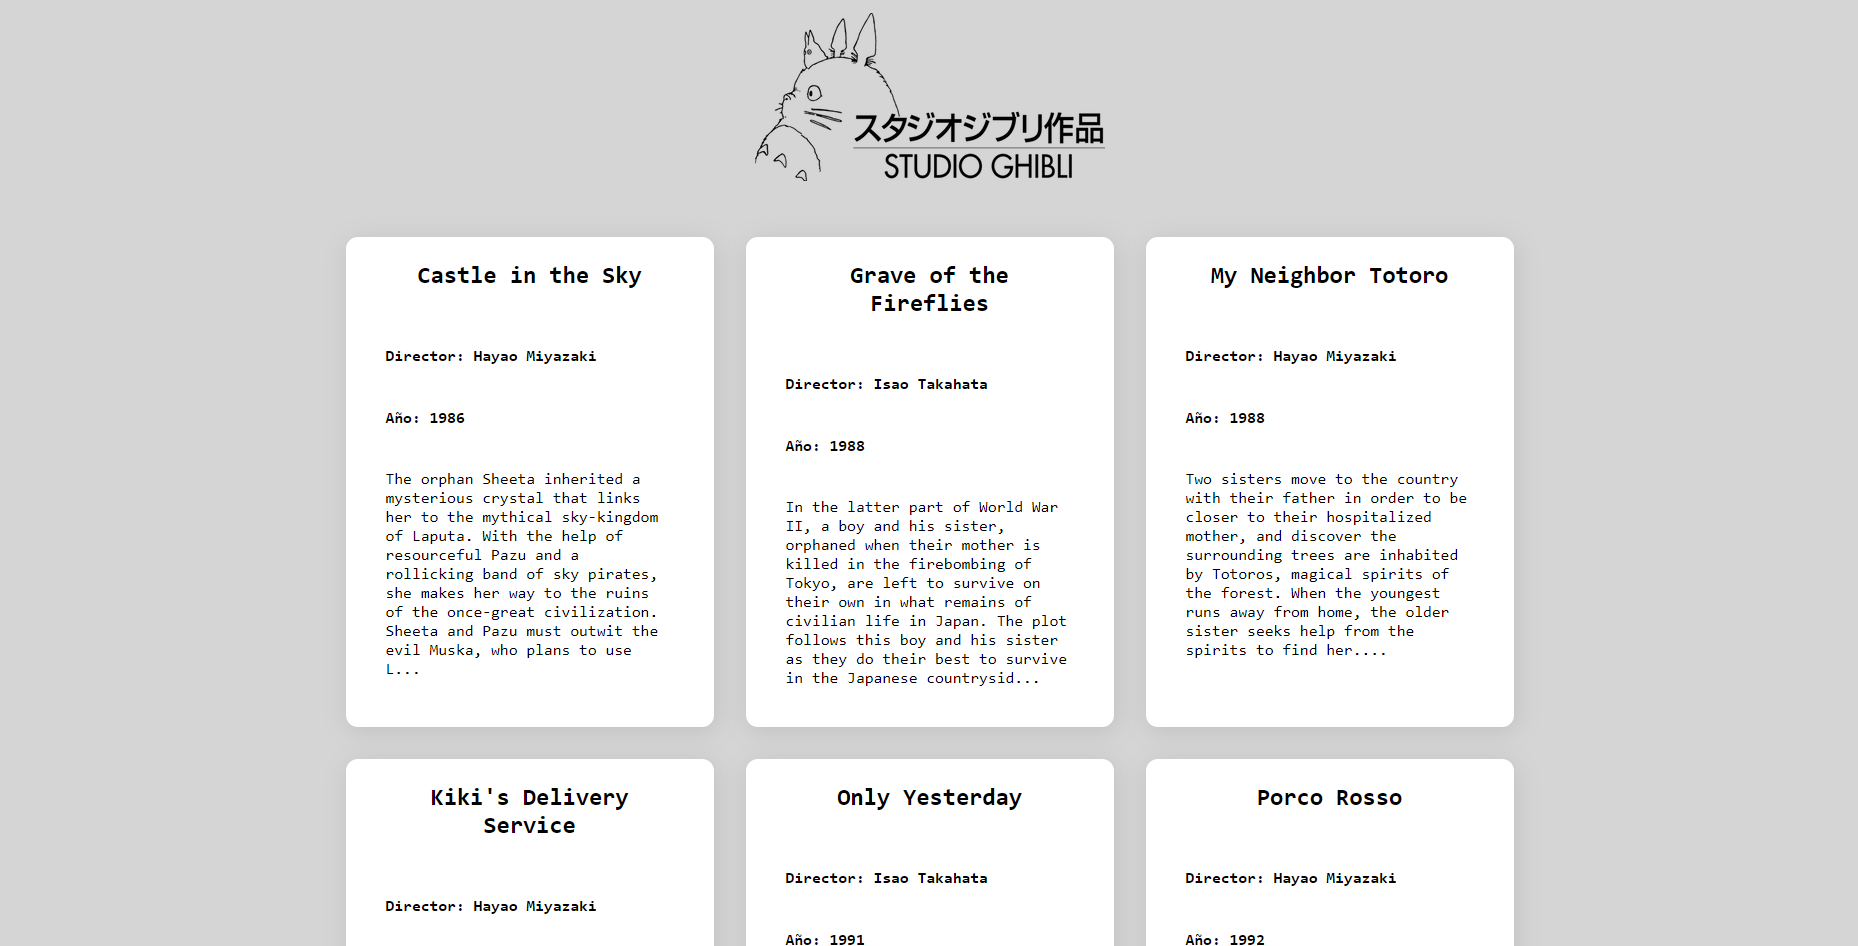 スタジオジブリ作品
STUDIO GHIBLI
Castle in the Sky
Director: Hayao Miyazaki
Año: 1986
The orphan Sheeta inherited a
mysterious crystal that links
her to the mythical sky-kingdom
of Laputa. With the help of
resourceful Pazu and a
rollicking band of sky pirates,
she makes her way to the ruins
of the once-great civilization.
Sheeta and Pazu must outwit the
evil Muska, who plans to use
L...
Grave of the
Fireflies
Director: Isao Takahata
Año: 1988
In the latter part of World War
II, a boy and his sister,
orphaned when their mother is
killed in the firebombing of
Tokyo, are left to survive on
their own in what remains of
civilian life in Japan. The plot
follows this boy and his sister
as they do their best to survive
in the Japanese countrysid...
My Neighbor Totoro
Director: Hayao Miyazaki
Año: 1988
Two sisters move to the country
with their father in order to be
closer to their hospitalized
mother, and discover the
surrounding trees are inhabited
by Totoros, magical spirits of
the forest. When the youngest
runs away from home, the older
sister seeks help from the
spirits to find her....
Kiki's Delivery
Service
Director: Hayao Miyazaki
Only Yesterday
Director: Isao Takahata
Año: 1991
Porco Rosso
Director: Hayao Miyazaki
Año: 1992